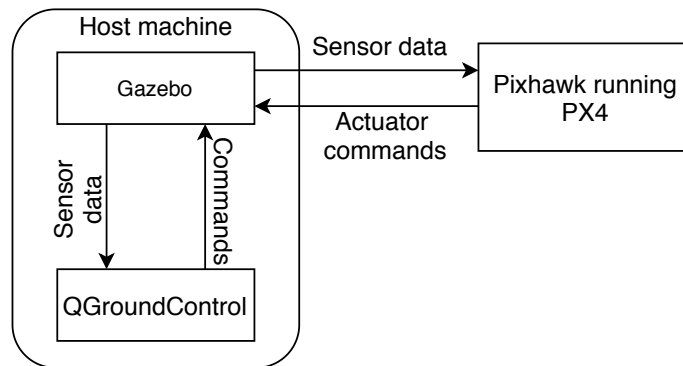 Host machine
Gazebo
Sensor data
Pixhawk running
PX4
Actuator
commands
Sensor
data
Commands
QGroundControl